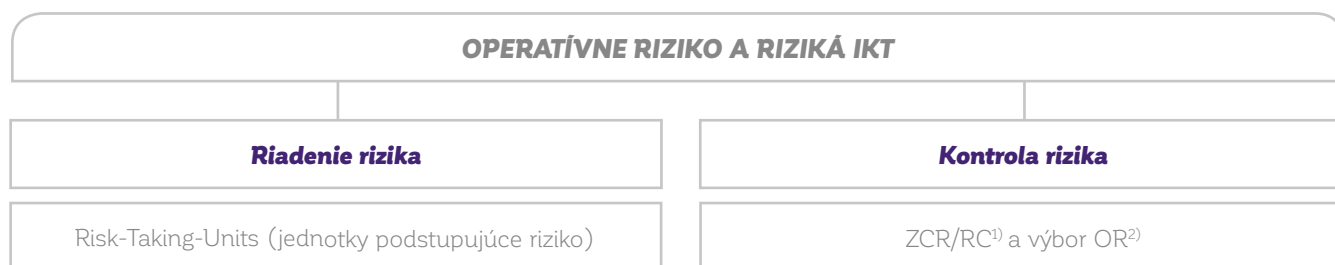 OPERATÍVNE RIZIKO A RIZIKÁ IKT
Riadenie rizika
Kontrola rizika
Risk-Taking-Units (jednotky podstupujúce riziko)
ZCR/RC1) a výbor OR2)